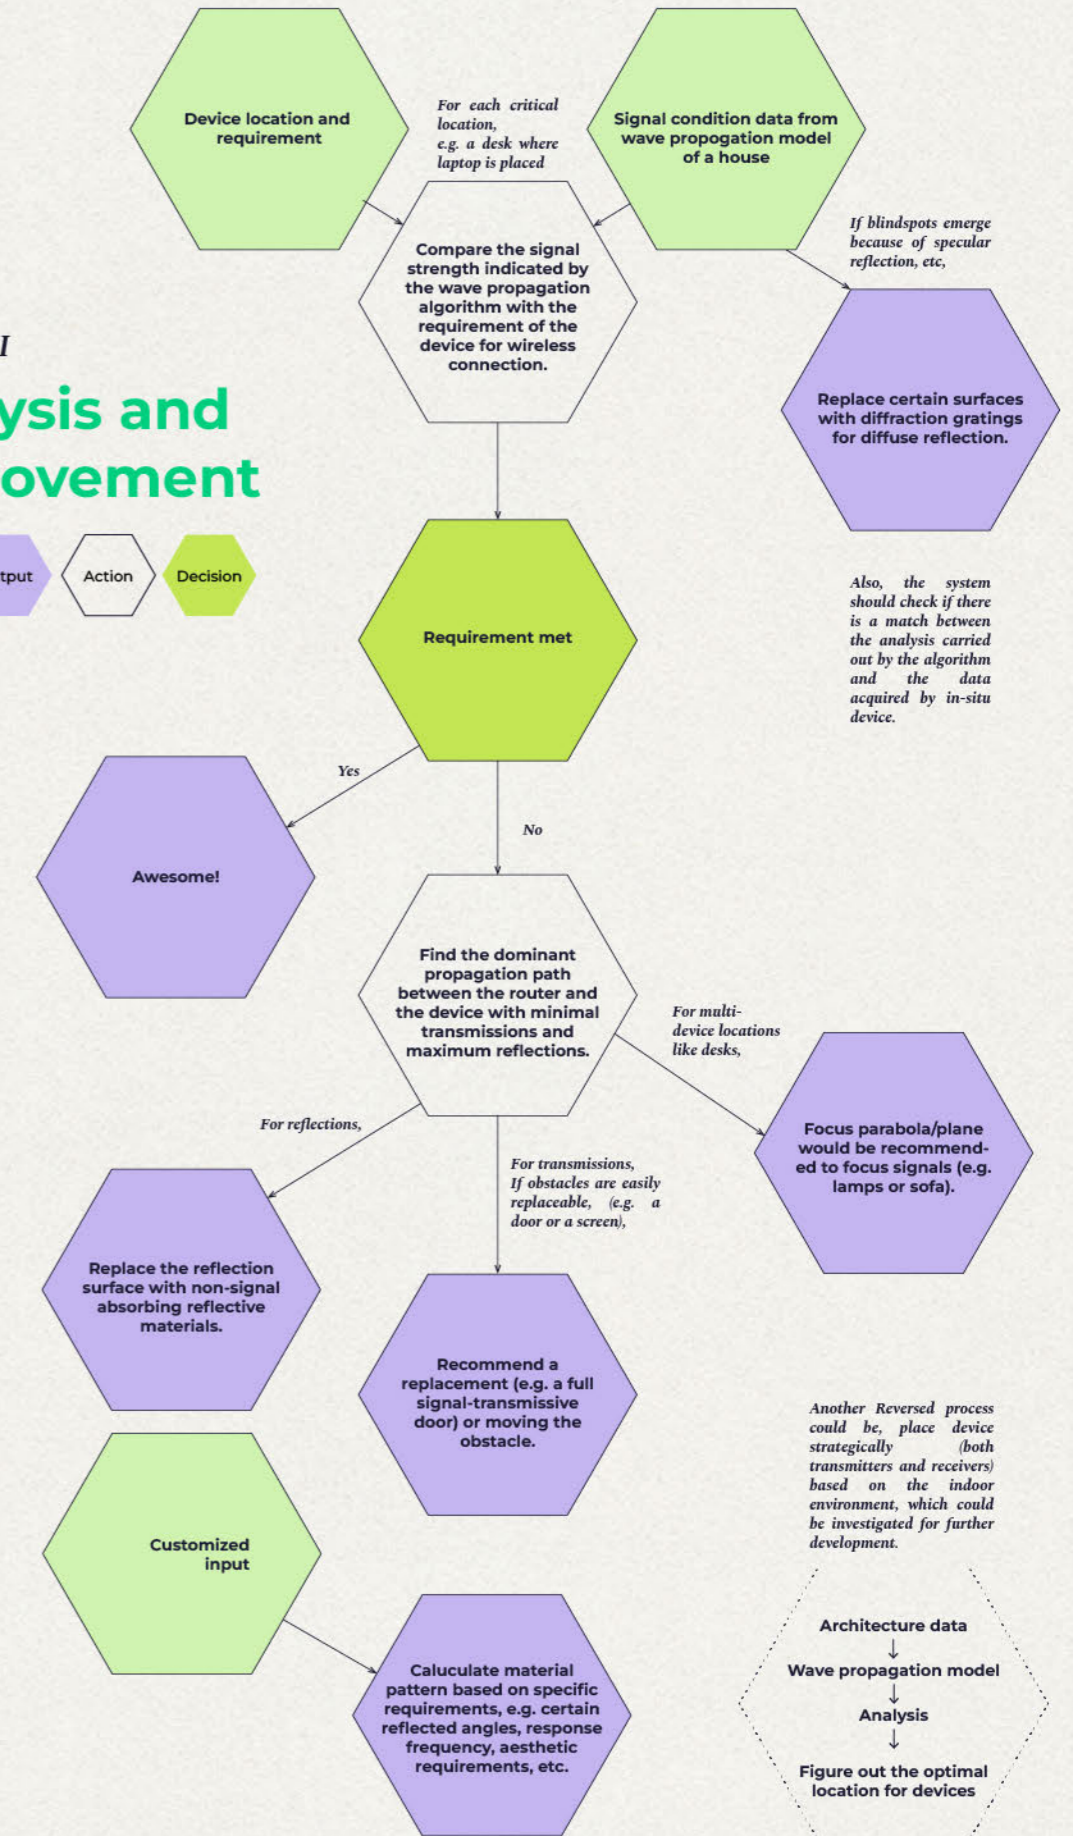 Device location and
requirement
For each critical
location,
e.g. a desk where
laptop is placed
Signal condition data from
wave propogation model
of a house
Compare the signal
strength indicated by
the wave propagation
algorithm with the
requirement of the
device for wireless
connection.
If blindspots emerge
because of specular
reflection, etc,
Replace certain surfaces
with diffraction gratings
for diffuse reflection.
I
ysis and
ovement
tput
Action
Decision
Also, the system
should check if there
is a match between
the analysis carried
out by the algorithm
and the data
acquired by in-situ
device.
Requirement met
Yes
No
Awesome!
Find the dominant
propagation path
between the router and
the device with minimal
transmissions and
maximum reflections.
For multi-
device locations
like desks,
Focus parabola/plane
would be recommend-
ed to focus signals (e.g.
lamps or sofa).
For reflections,
For transmissions,
If obstacles are easily
replaceable, (e.g. a
door or a screen),
Replace the reflection
surface with non-signal
absorbing reflective
materials.
Recommend a
replacement (e.g. a full
signal-transmissive
door) or moving the
obstacle.
Customized
input
Caluculate material
pattern based on specific
requirements, e.g. certain
reflected angles, response
frequency, aesthetic
requirements, etc.
Another Reversed process
could be, place device
strategically (both
transmitters and receivers)
based on the indoor
environment, which could
be investigated for further
development.
Architecture data
↓
Wave propagation model
↓
Analysis
↓
Figure out the optimal
location for devices